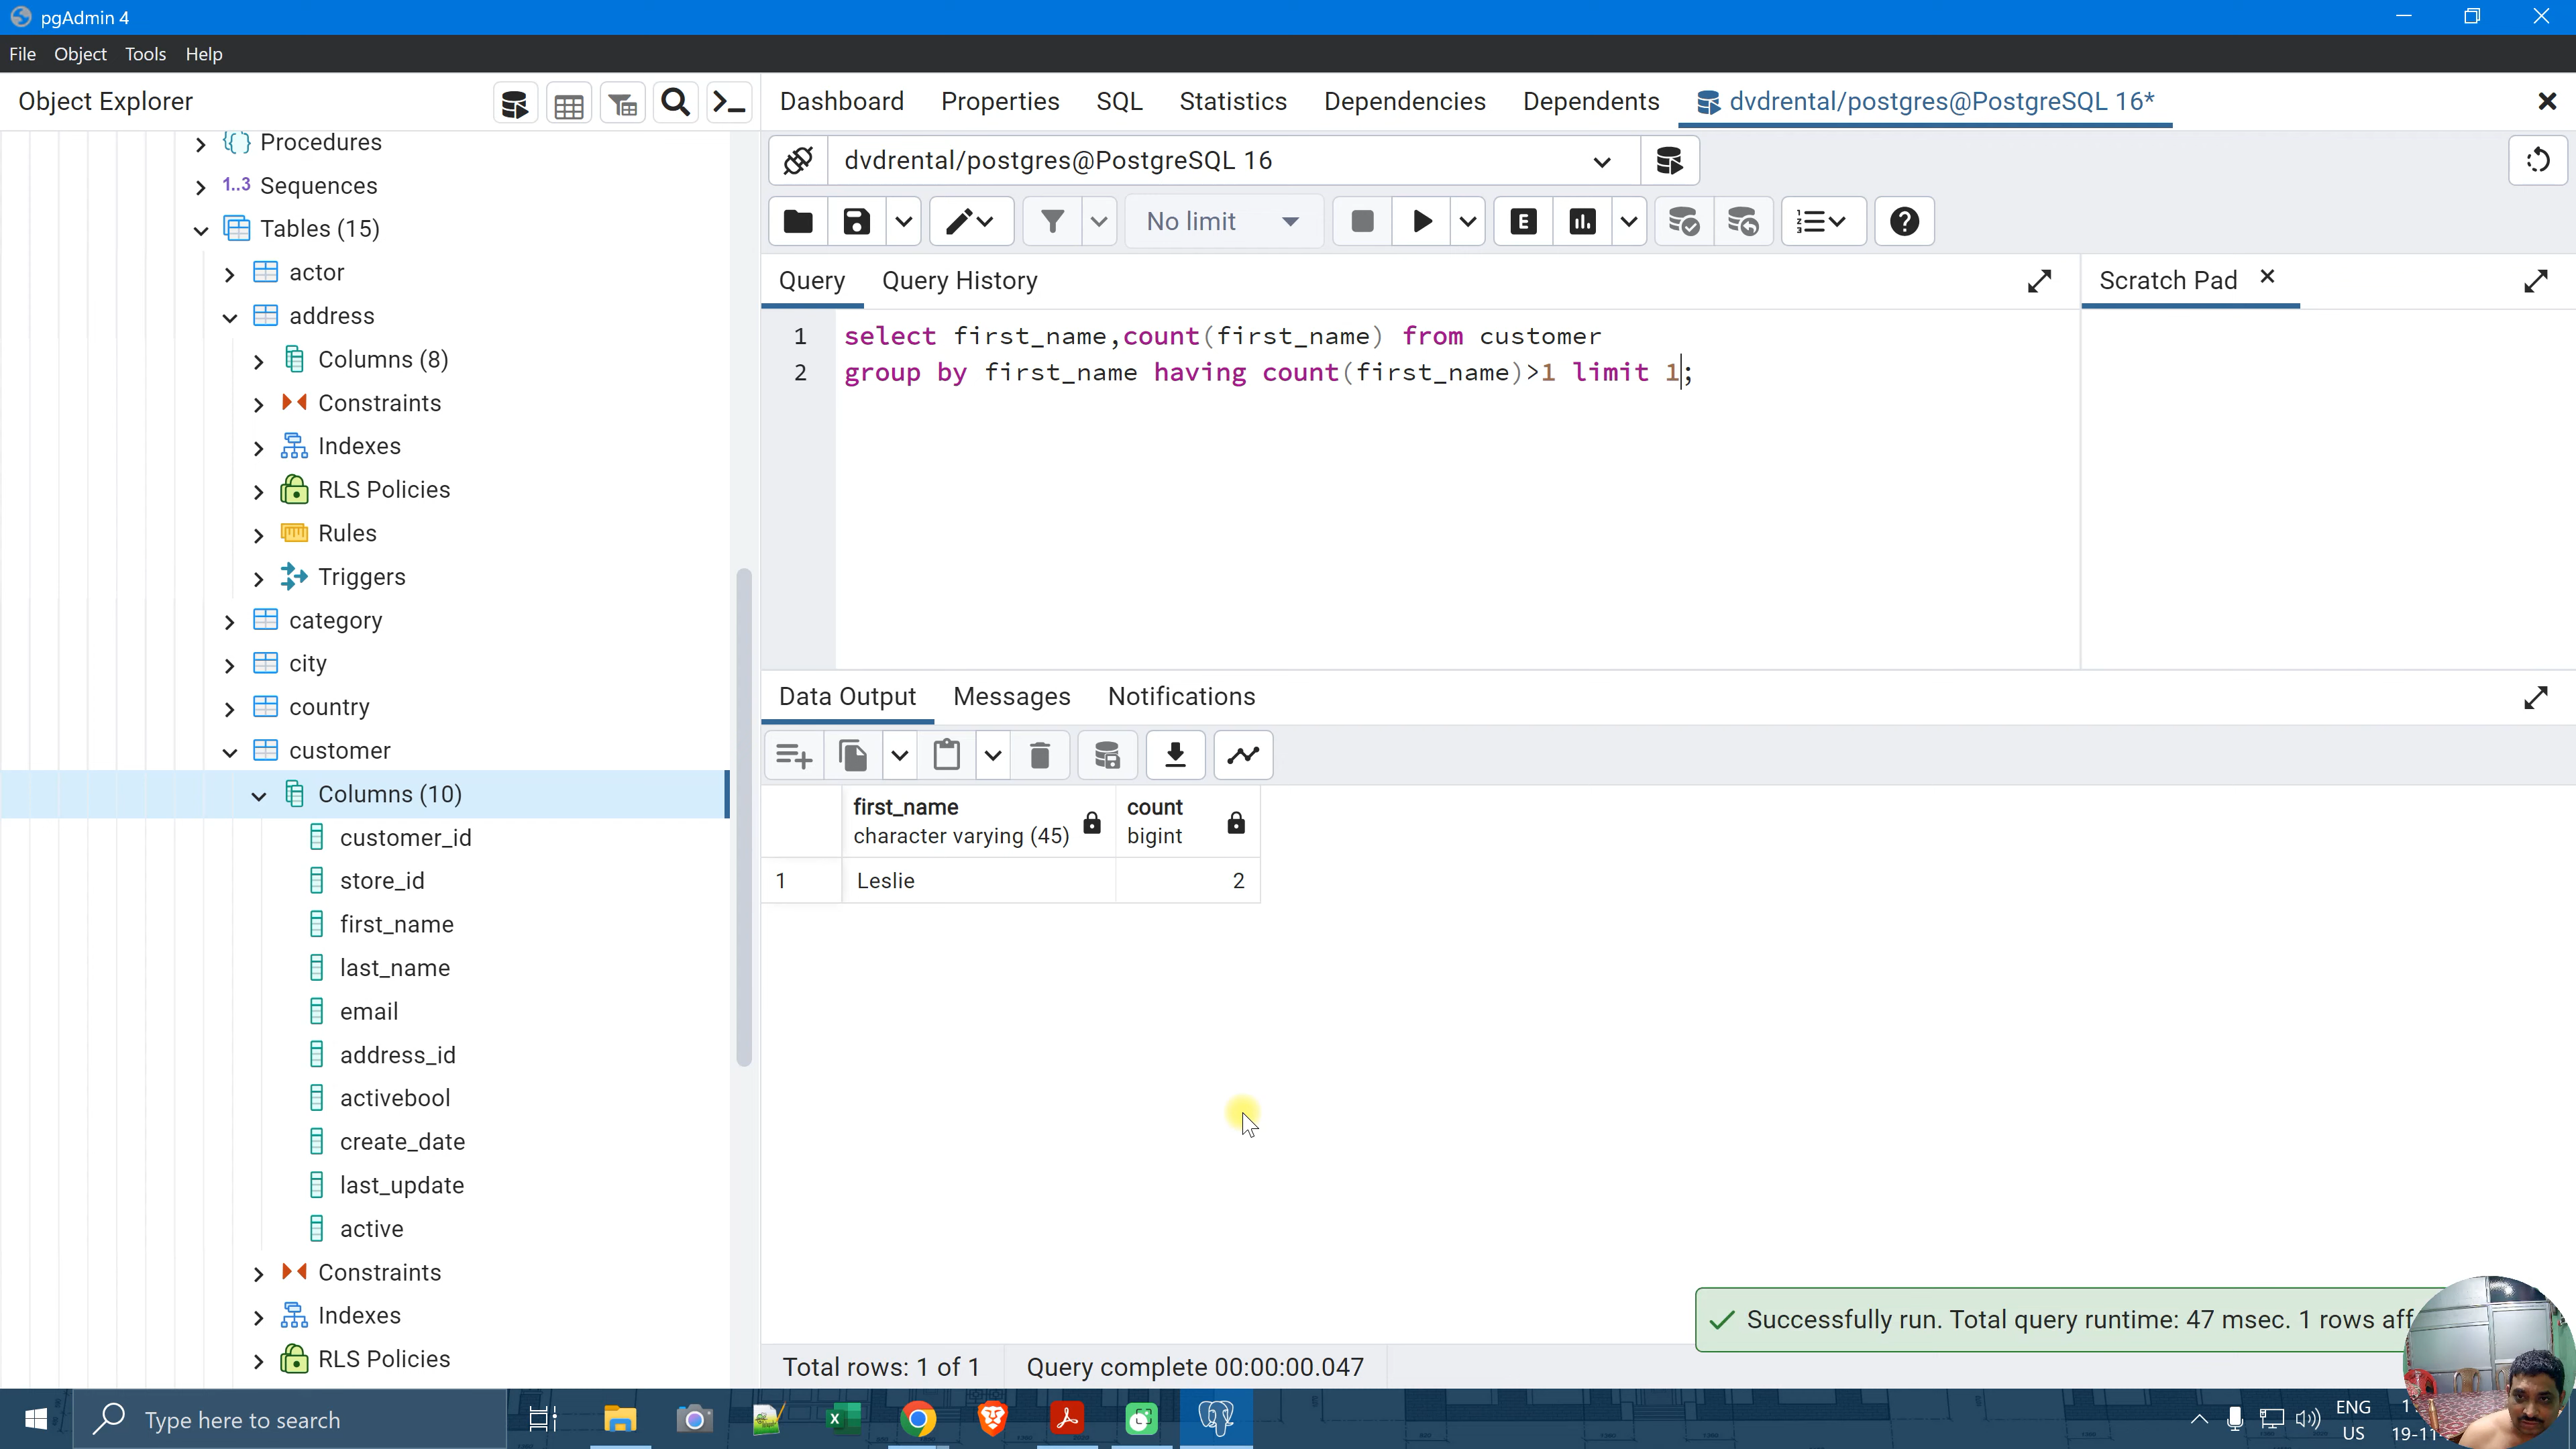 pgAdmin 4
File Object Tools Help
Object Explorer
Dashboard Properties SQL Statistics Dependencies Dependents dvdrental/postgres@PostgreSQL 16*
Procedures
1..3 Sequences
Tables (15)
actor
address
Columns (8)
Constraints
Indexes
RLS Policies
Rules
Triggers
category
city
country
customer
Columns (10)
customer_id
store_id
first_name
last_name
email
address_id
activebool
create_date
last_update
active
Constraints
Indexes
RLS Policies
dvdrental/postgres@PostgreSQL 16
No limit
Query Query History
Scratch Pad
1 select first_name,count(first_name) from customer
2 group by first_name having count(first_name)>1 limit 1;
Data Output Messages Notifications
first_name count
character varying (45) bigint
1 Leslie 2
Successfully run. Total query runtime: 47 msec. 1 rows aff
Total rows: 1 of 1 Query complete 00:00:00.047
Type here to search
ENG
US